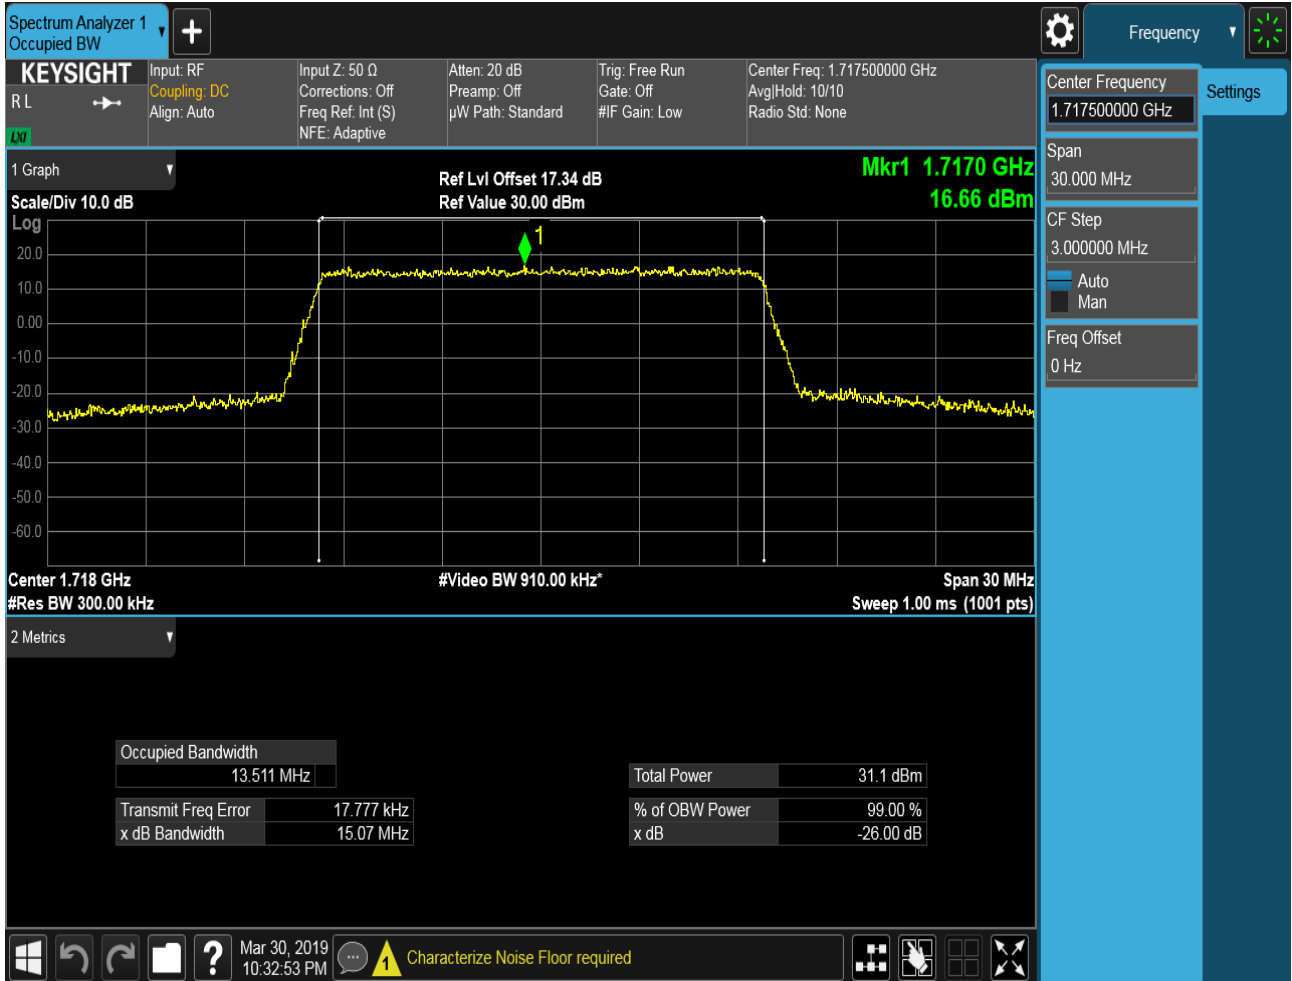 Spectrum Analyzer 1
Occupied BW
Frequency
KEYSIGHT
R L
LXI
Input: RF
Coupling: DC
Align: Auto
Input Z: 50 Ω
Corrections: Off
Freq Ref: Int (S)
NFE: Adaptive
Atten: 20 dB
Preamp: Off
µW Path: Standard
Trig: Free Run
Gate: Off
#IF Gain: Low
Center Freq: 1.717500000 GHz
Avg|Hold: 10/10
Radio Std: None
Center Frequency
1.717500000 GHz
Settings
Span
30.000 MHz
CF Step
3.000000 MHz
Auto
Man
Freq Offset
0 Hz
1 Graph
Ref Lvl Offset 17.34 dB
Mkr1 1.7170 GHz
Scale/Div 10.0 dB
Ref Value 30.00 dBm
16.66 dBm
Log
1
20.0
10.0
0.00
-10.0
-20.0
-30.0
-40.0
-50.0
-60.0
Center 1.718 GHz
#Video BW 910.00 kHz*
Span 30 MHz
#Res BW 300.00 kHz
Sweep 1.00 ms (1001 pts)
2 Metrics
Occupied Bandwidth
13.511 MHz
Total Power 31.1 dBm
Transmit Freq Error 17.777 kHz
% of OBW Power 99.00 %
x dB Bandwidth 15.07 MHz
x dB -26.00 dB
?
Mar 30, 2019
10:32:53 PM
1
Characterize Noise Floor required